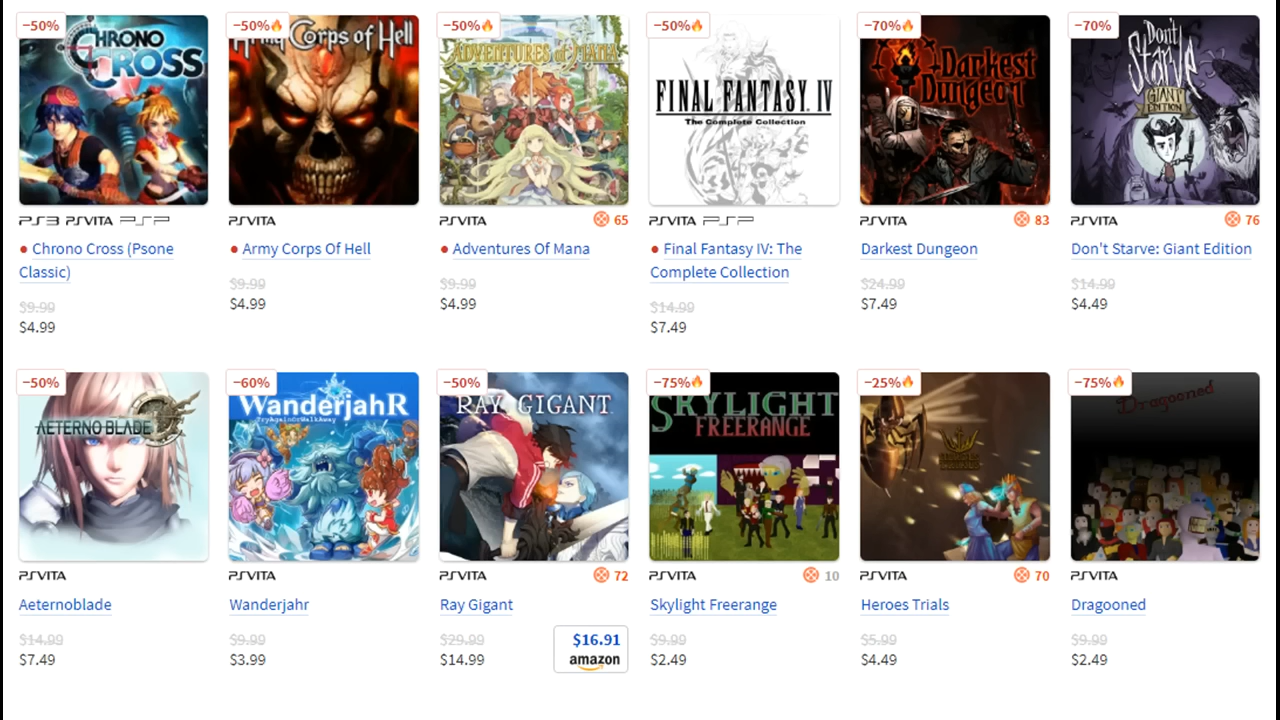 −50%
−50%
−50%
−50%
−70%
−70%
CHRONO
CROSS
Army Corps of Hell
ADVENTURES of MANA
FINAL FANTASY IV
The Complete Collection
Darkest
Dungeon
Don't
Starve
GIANT
EDITION
PS3 PSVITA PSP
PSVITA
PSVITA 65
PSVITA PSP
PSVITA 83
PSVITA 76
Chrono Cross (Psone
Classic)
$9.99
$4.99
Army Corps Of Hell
$9.99
$4.99
Adventures Of Mana
$9.99
$4.99
Final Fantasy IV: The
Complete Collection
$14.99
$7.49
Darkest Dungeon
$24.99
$7.49
Don't Starve: Giant Edition
$14.99
$4.49
−50%
−60%
−50%
−75%
−25%
−75%
AETERNO BLADE
WanderjahR
TryAgainOrWalkAway
RAY GIGANT
SKYLIGHT
FREERANGE
Dragooned
PSVITA
PSVITA
PSVITA 72
PSVITA 10
PSVITA 70
PSVITA
Aeternoblade
$14.99
$7.49
Wanderjahr
$9.99
$3.99
Ray Gigant
$29.99
$14.99
$16.91
amazon
Skylight Freerange
$9.99
$2.49
Heroes Trials
$5.99
$4.49
Dragooned
$9.99
$2.49